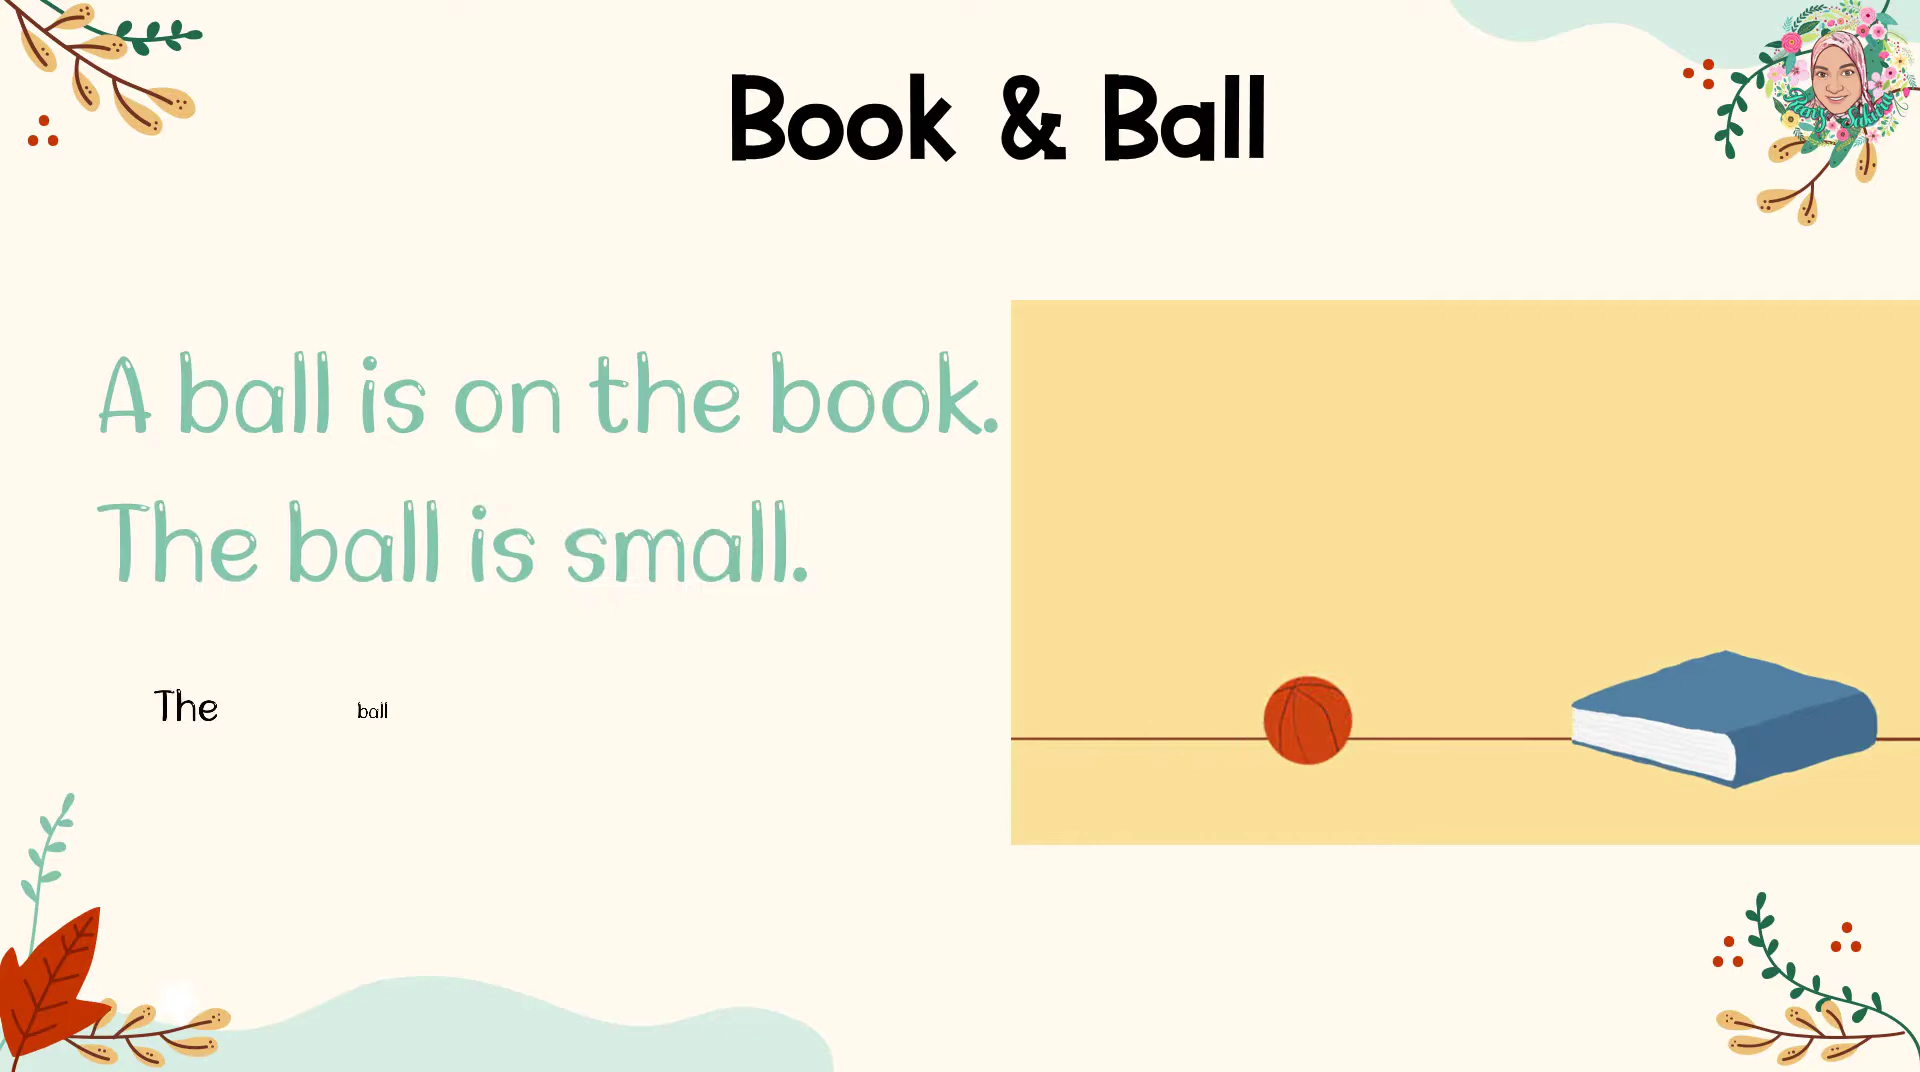 Book & Ball
A ball is on the book.
The ball is small.
The ball